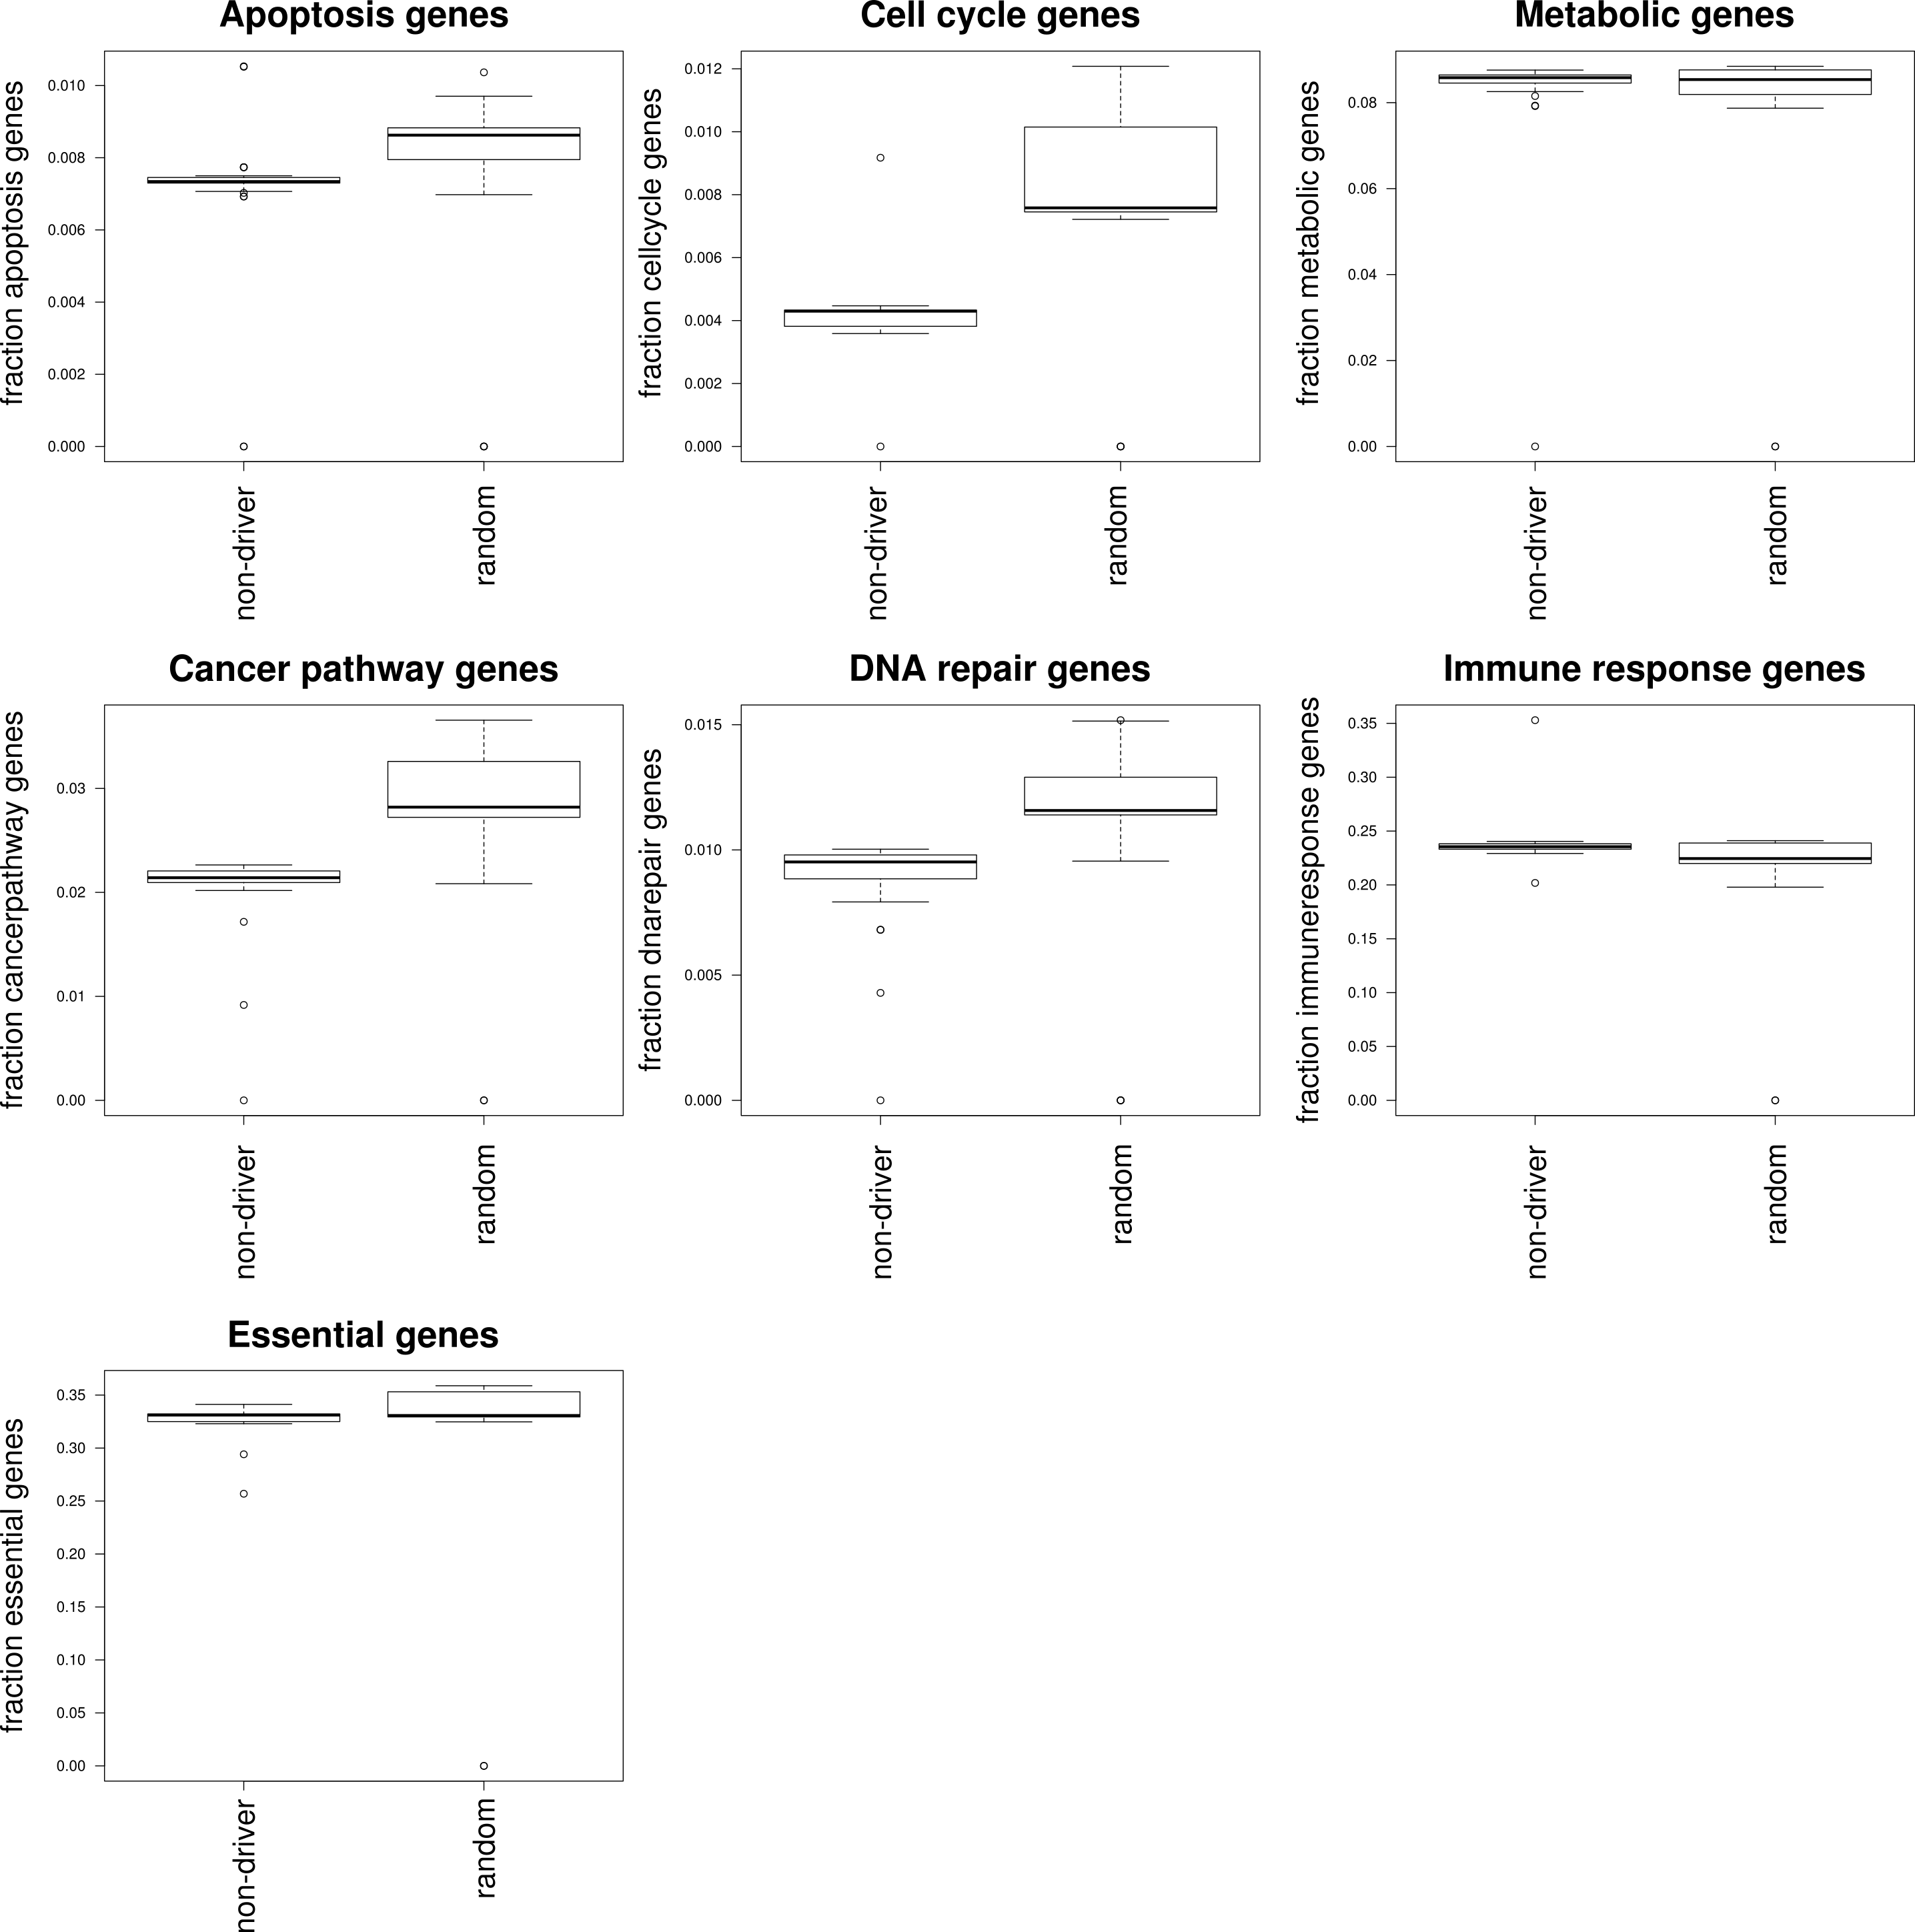 Apoptosis genes
fraction apoptosis genes
0.010
0.008
0.006
0.004
0.002
0.000
non-driver
random
Cell cycle genes
fraction cellcycle genes
0.012
0.010
0.008
0.006
0.004
0.002
0.000
non-driver
random
Metabolic genes
fraction metabolic genes
0.08
0.06
0.04
0.02
0.00
non-driver
random
Cancer pathway genes
fraction cancerpathway genes
0.03
0.02
0.01
0.00
non-driver
random
DNA repair genes
fraction dnarepair genes
0.015
0.010
0.005
0.000
non-driver
random
Immune response genes
fraction immuneresponse genes
0.35
0.30
0.25
0.20
0.15
0.10
0.05
0.00
non-driver
random
Essential genes
fraction essential genes
0.35
0.30
0.25
0.20
0.15
0.10
0.05
0.00
non-driver
random